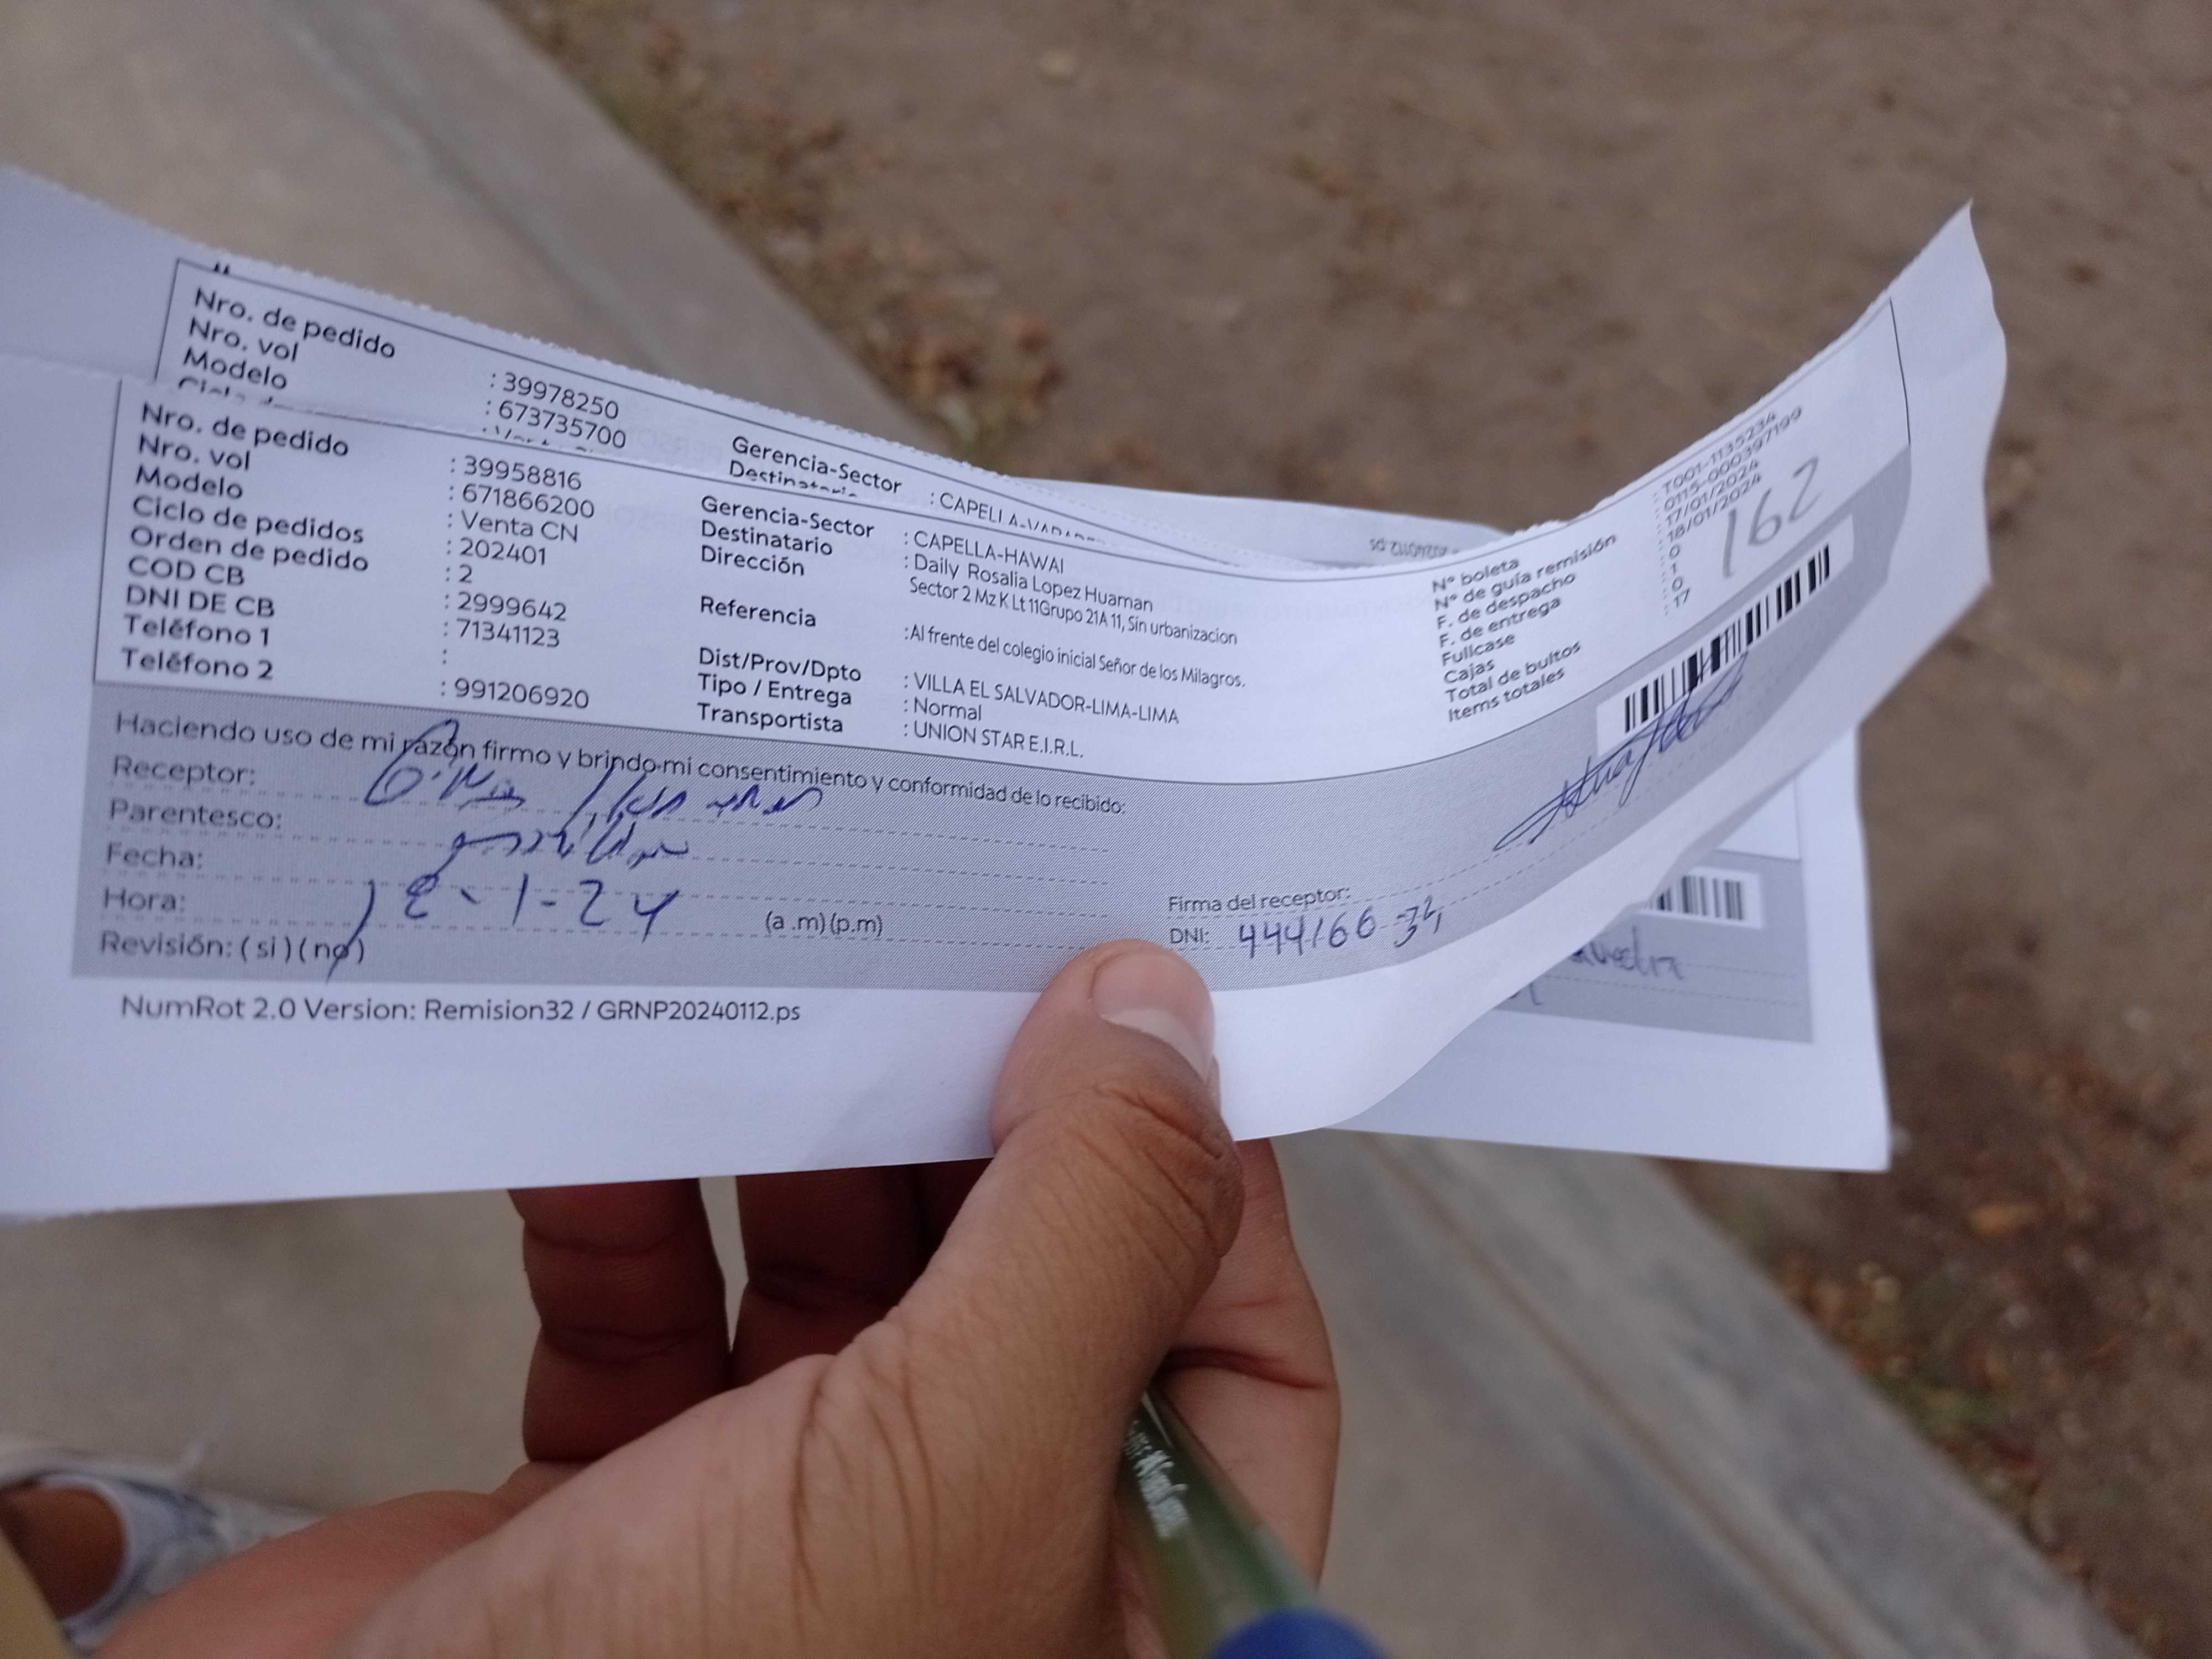 Nro. de pedido : 39978250
Nro. vol : 673735700
Modelo
Gerencia-Sector
Nro. de pedido : 39958816
Nro. vol : 671866200
Modelo : Venta CN
Ciclo de pedidos : 202401
Orden de pedido : 2
COD CB : 2999642
DNI DE CB : 71341123
Teléfono 1 :
Teléfono 2 : 991206920
Gerencia-Sector : CAPELLA-HAWAI
Destinatario : Daily Rosalia Lopez Huaman
Dirección Sector 2 Mz K Lt 11Grupo 21A 11, Sin urbanizacion
Referencia :Al frente del colegio inicial Señor de los Milagros.
Dist/Prov/Dpto : VILLA EL SALVADOR-LIMA-LIMA
Tipo / Entrega : Normal
Transportista : UNION STAR E.I.R.L.
Nº boleta : T001-1135234
Nº de guía remisión : 0115-000397199
F. de despacho : 17/01/2024
F. de entrega : 18/01/2024
Fullcase : 0
Cajas : 1
Total de bultos : 0
Items totales : 17
162
Haciendo uso de mi razón firmo y brindo mi consentimiento y conformidad de lo recibido:
Receptor:
Parentesco:
Fecha:
Hora: 18-1-24 (a .m) (p.m)
Revisión: ( si ) ( no )
Firma del receptor:
DNI: 444166
NumRot 2.0 Version: Remision32 / GRNP20240112.ps